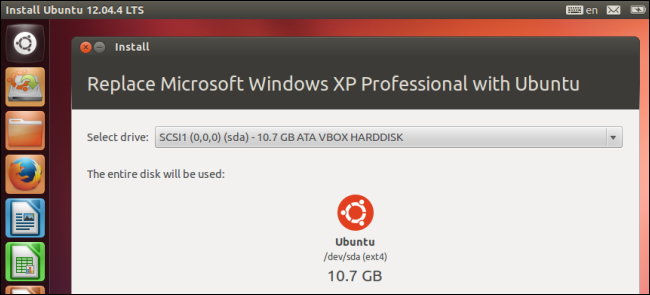 Install Ubuntu 12.04.4 LTS
en
Install
Replace Microsoft Windows XP Professional with Ubuntu
Select drive: SCSI1 (0,0,0) (sda) - 10.7 GB ATA VBOX HARDDISK
The entire disk will be used:
Ubuntu
/dev/sda (ext4)
10.7 GB